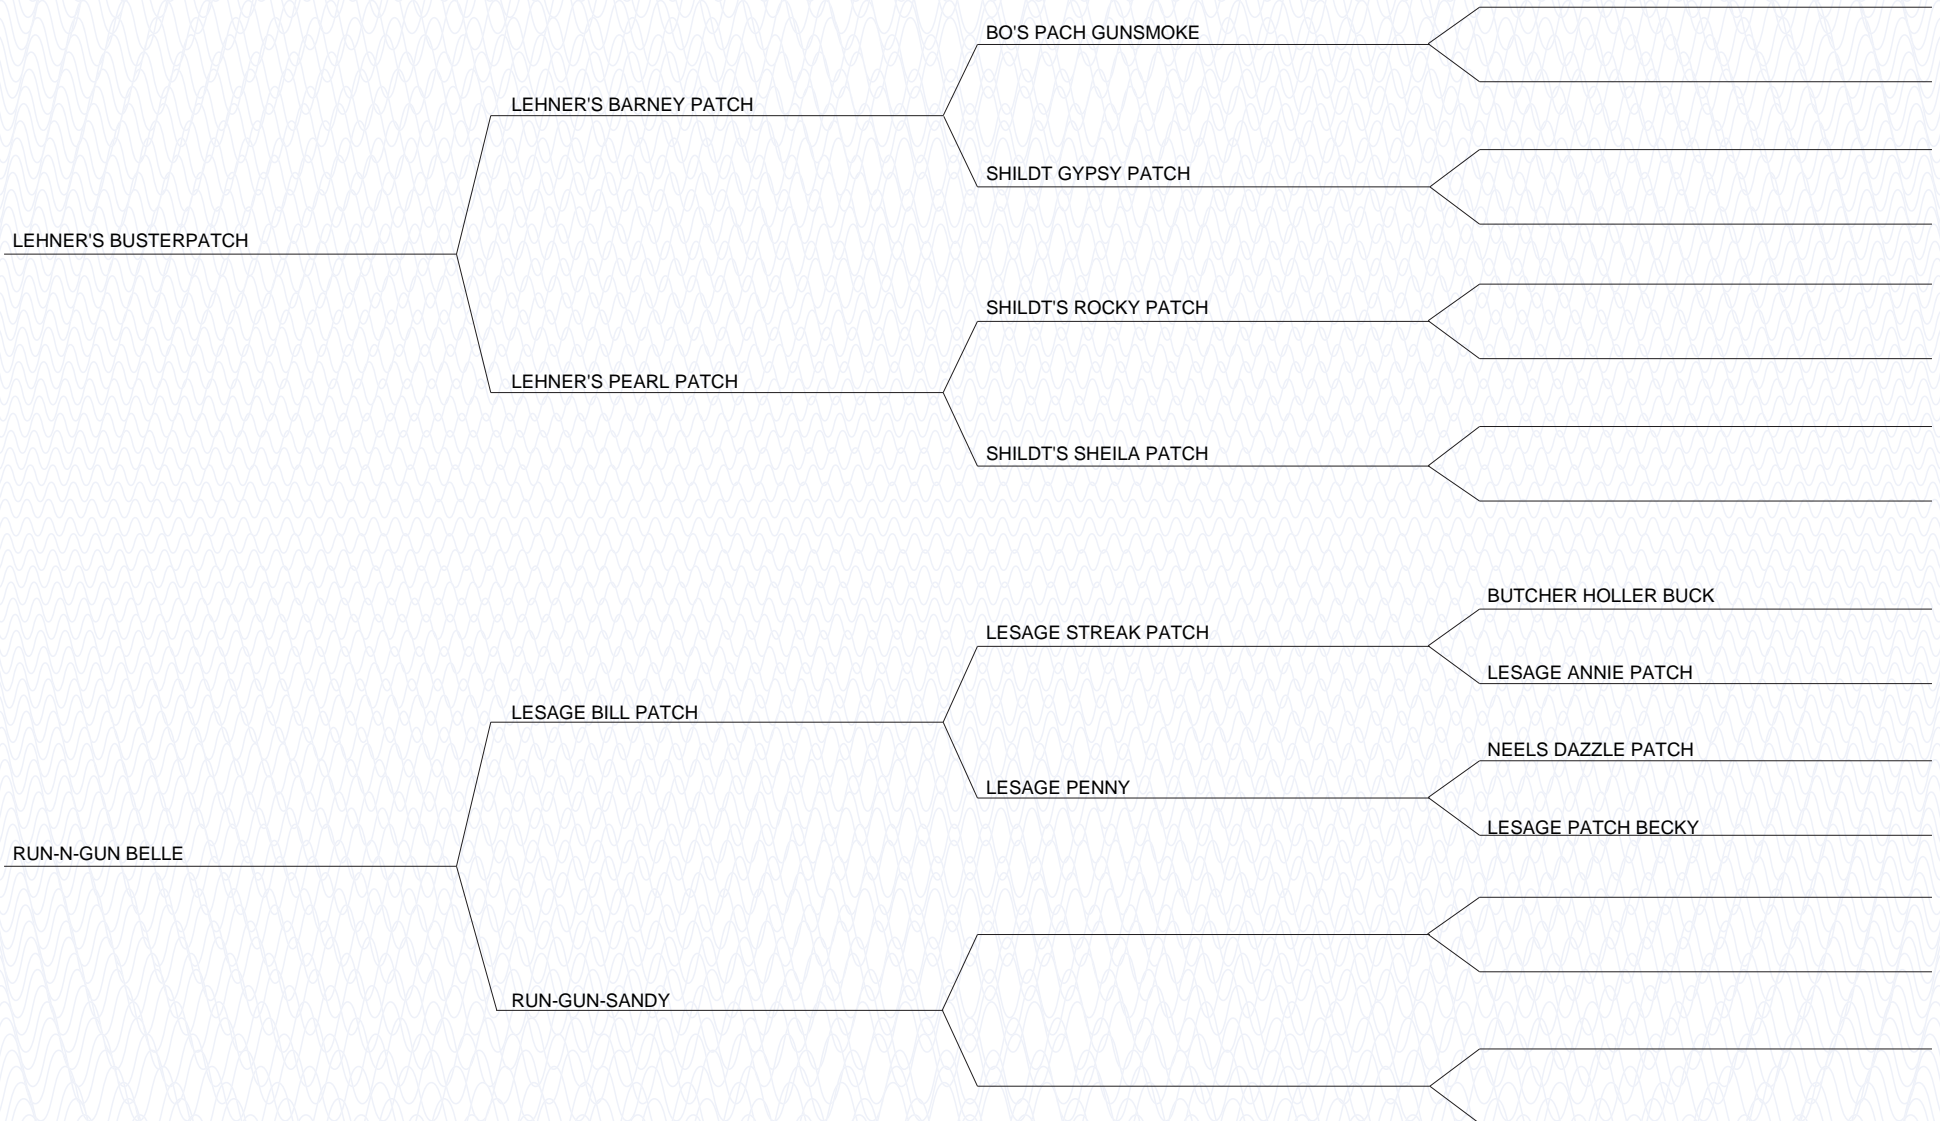 BO'S PACH GUNSMOKE
LEHNER'S BARNEY PATCH
SHILDT GYPSY PATCH
LEHNER'S BUSTERPATCH
SHILDT'S ROCKY PATCH
LEHNER'S PEARL PATCH
SHILDT'S SHEILA PATCH
BUTCHER HOLLER BUCK
LESAGE STREAK PATCH
LESAGE ANNIE PATCH
LESAGE BILL PATCH
NEELS DAZZLE PATCH
LESAGE PENNY
LESAGE PATCH BECKY
RUN-N-GUN BELLE
RUN-GUN-SANDY